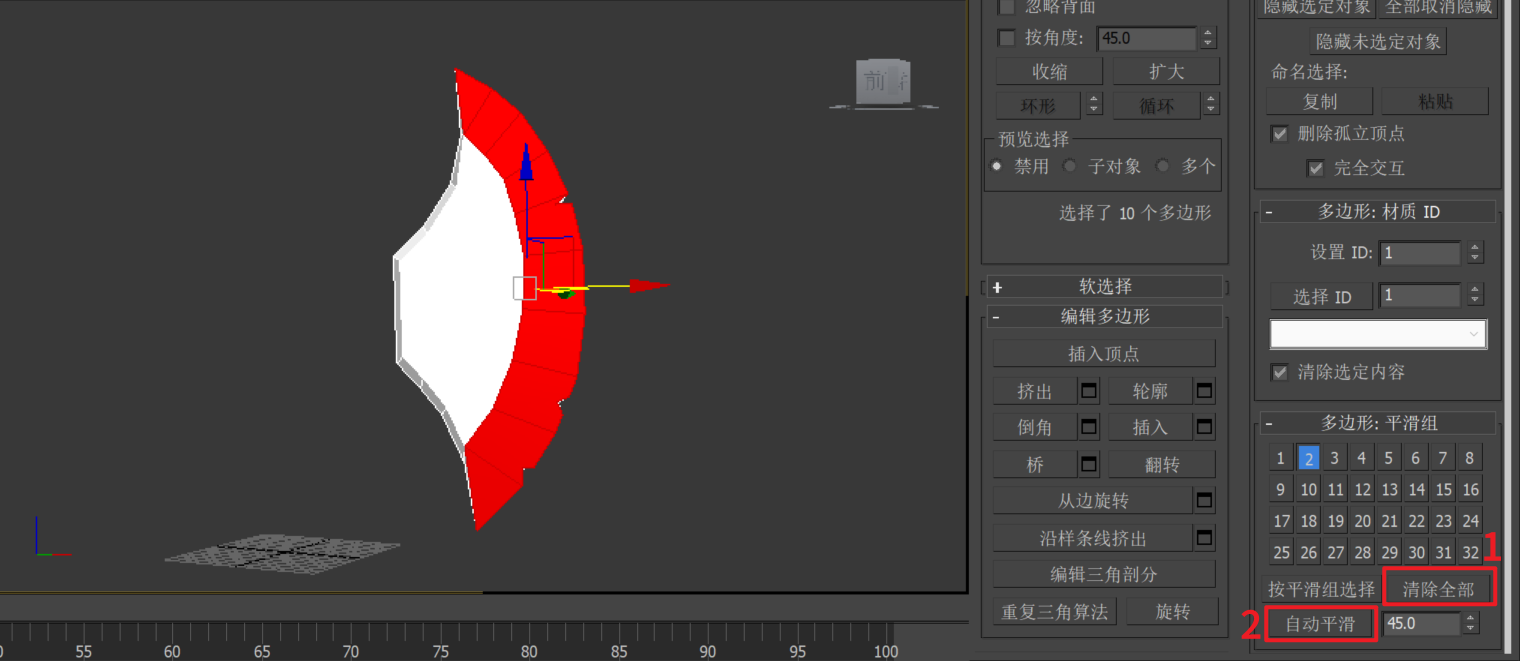 前
55 60 65 70 75 80 85 90 95 100
忽略背面
按角度: 45.0
收缩 扩大
环形 循环
预览选择
禁用 子对象 多个
选择了 10 个多边形
+ 软选择
- 编辑多边形
插入顶点
挤出 轮廓
倒角 插入
桥 翻转
从边旋转
沿样条线挤出
编辑三角剖分
重复三角算法 旋转
隐藏选定对象 全部取消隐藏
隐藏未选定对象
命名选择:
复制 粘贴
删除孤立顶点
完全交互
- 多边形: 材质 ID
设置 ID: 1
选择 ID 1
清除选定内容
- 多边形: 平滑组
1 2 3 4 5 6 7 8
9 10 11 12 13 14 15 16
17 18 19 20 21 22 23 24
25 26 27 28 29 30 31 32
1
按平滑组选择 清除全部
2 自动平滑 45.0